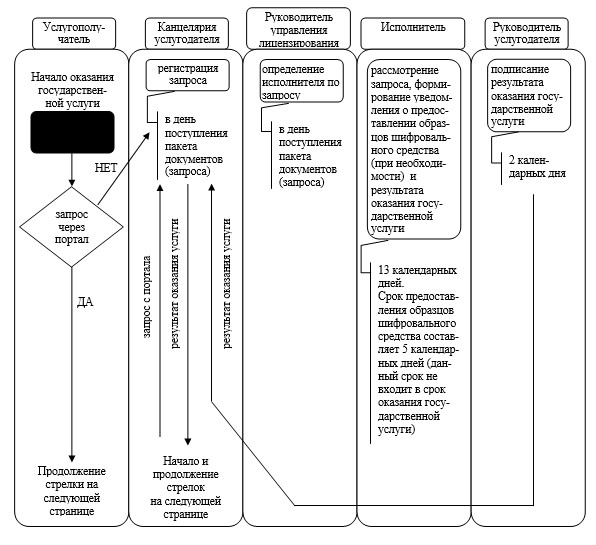 Услугополу-
чатель
Канцелярия
услугодателя
Руководитель
управления
лицензирования
Исполнитель
Руководитель
услугодателя
Начало оказания
государствен-
ной услуги
НЕТ
запрос
через
портал
ДА
Продолжение
стрелки на
следующей
странице
регистрация
запроса
в день
поступления
пакета
документов
(запроса)
запрос с портала
результат оказания услуги
результат оказания услуги
Начало и
продолжение
стрелок
на следующей
странице
определение
исполнителя по
запросу
в день
поступления
пакета
документов
(запроса)
рассмотрение
запроса, форми-
рование уведом-
ления о предос-
тавлении образ-
цов шифроваль-
ного средства
(при необходи-
мости) и
результата
оказания госу-
дарственной
услуги
13 календарных
дней.
Срок предостав-
ления образцов
шифровального
средства состав-
ляет 5 календар-
ных дней (дан-
ный срок не
входит в срок
оказания госу-
дарственной
услуги)
подписание
результата
оказания госу-
дарственной
услуги
2 кален-
дарных дня